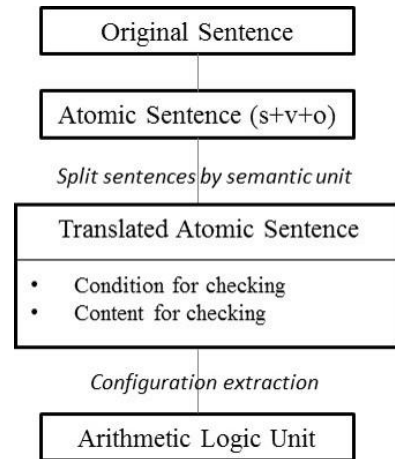 Original Sentence
Atomic Sentence (s+v+o)
Split sentences by semantic unit
Translated Atomic Sentence
• Condition for checking
• Content for checking
Configuration extraction
Arithmetic Logic Unit